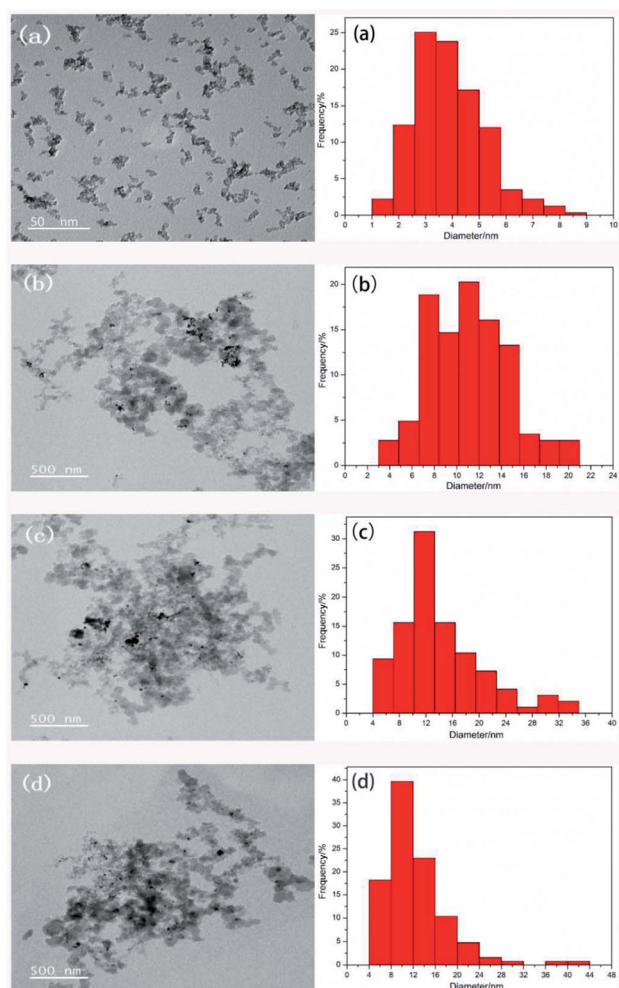 (a)
50 nm
(a)
25
20
15
10
5
0
Frequency/%
0 1 2 3 4 5 6 7 8 9 10
Diameter/nm
(b)
500 nm
(b)
20
15
10
5
0
Frequency/%
0 2 4 6 8 10 12 14 16 18 20 22 24
Diameter/nm
(c)
500 nm
(c)
30
25
20
15
10
5
0
Frequency/%
0 4 8 12 16 20 24 28 32 36 40
Diameter/nm
(d)
500 nm
(d)
40
35
30
25
20
15
10
5
0
Frequency/%
0 4 8 12 16 20 24 28 32 36 40 44 48
Diameter/nm